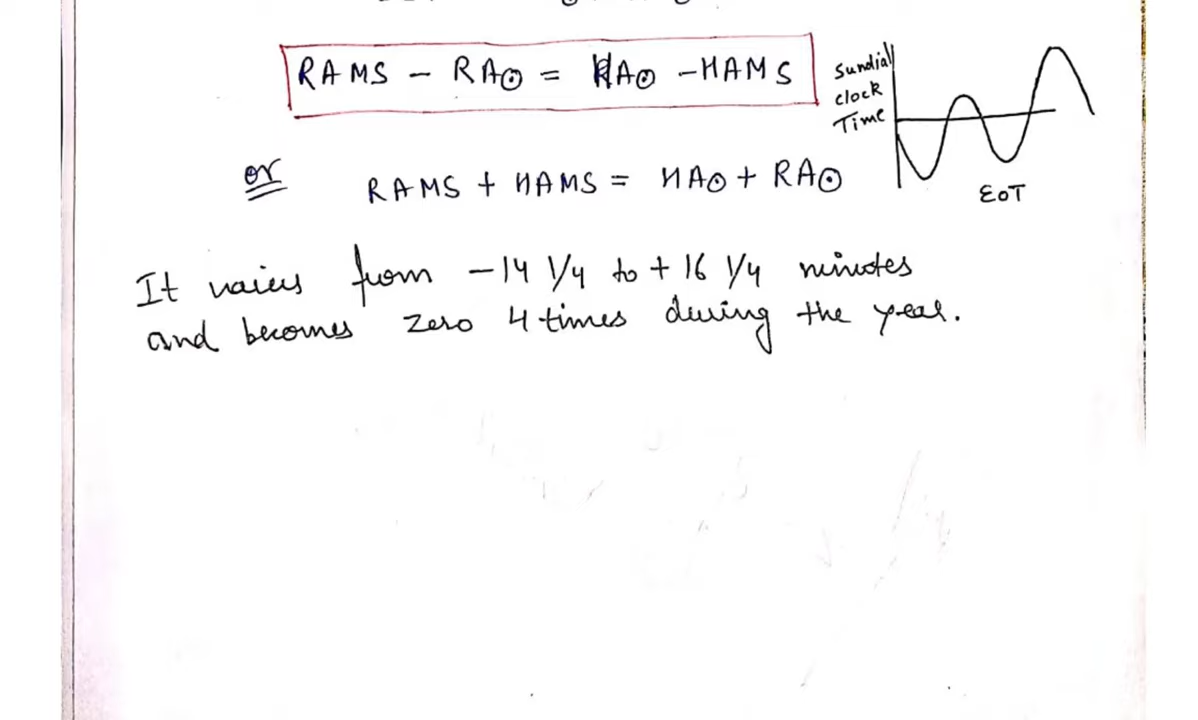 RAMS - RA⊙ = HA⊙ - HAMS
Sundial
clock
Time
EOT
or RAMS + HAMS = HA⊙ + RA⊙
It varies from -14 1/4 to + 16 1/4 minutes
and becomes zero 4 times during the year.